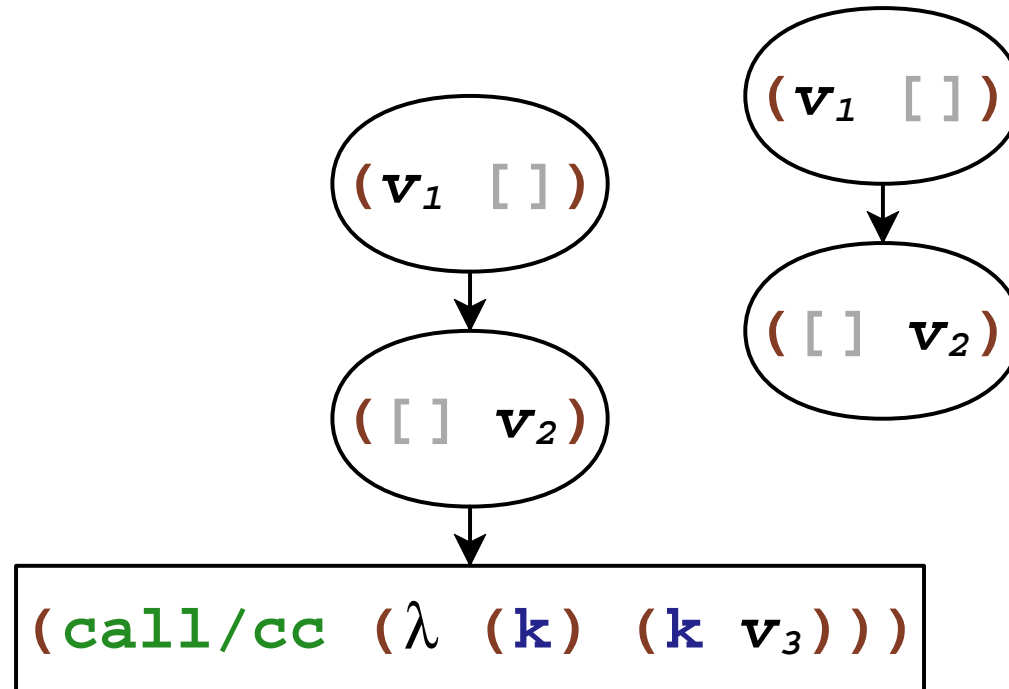 (v₁ [])
([] v₂)
(call/cc (λ (k) (k v₃)))
(v₁ [])
([] v₂)